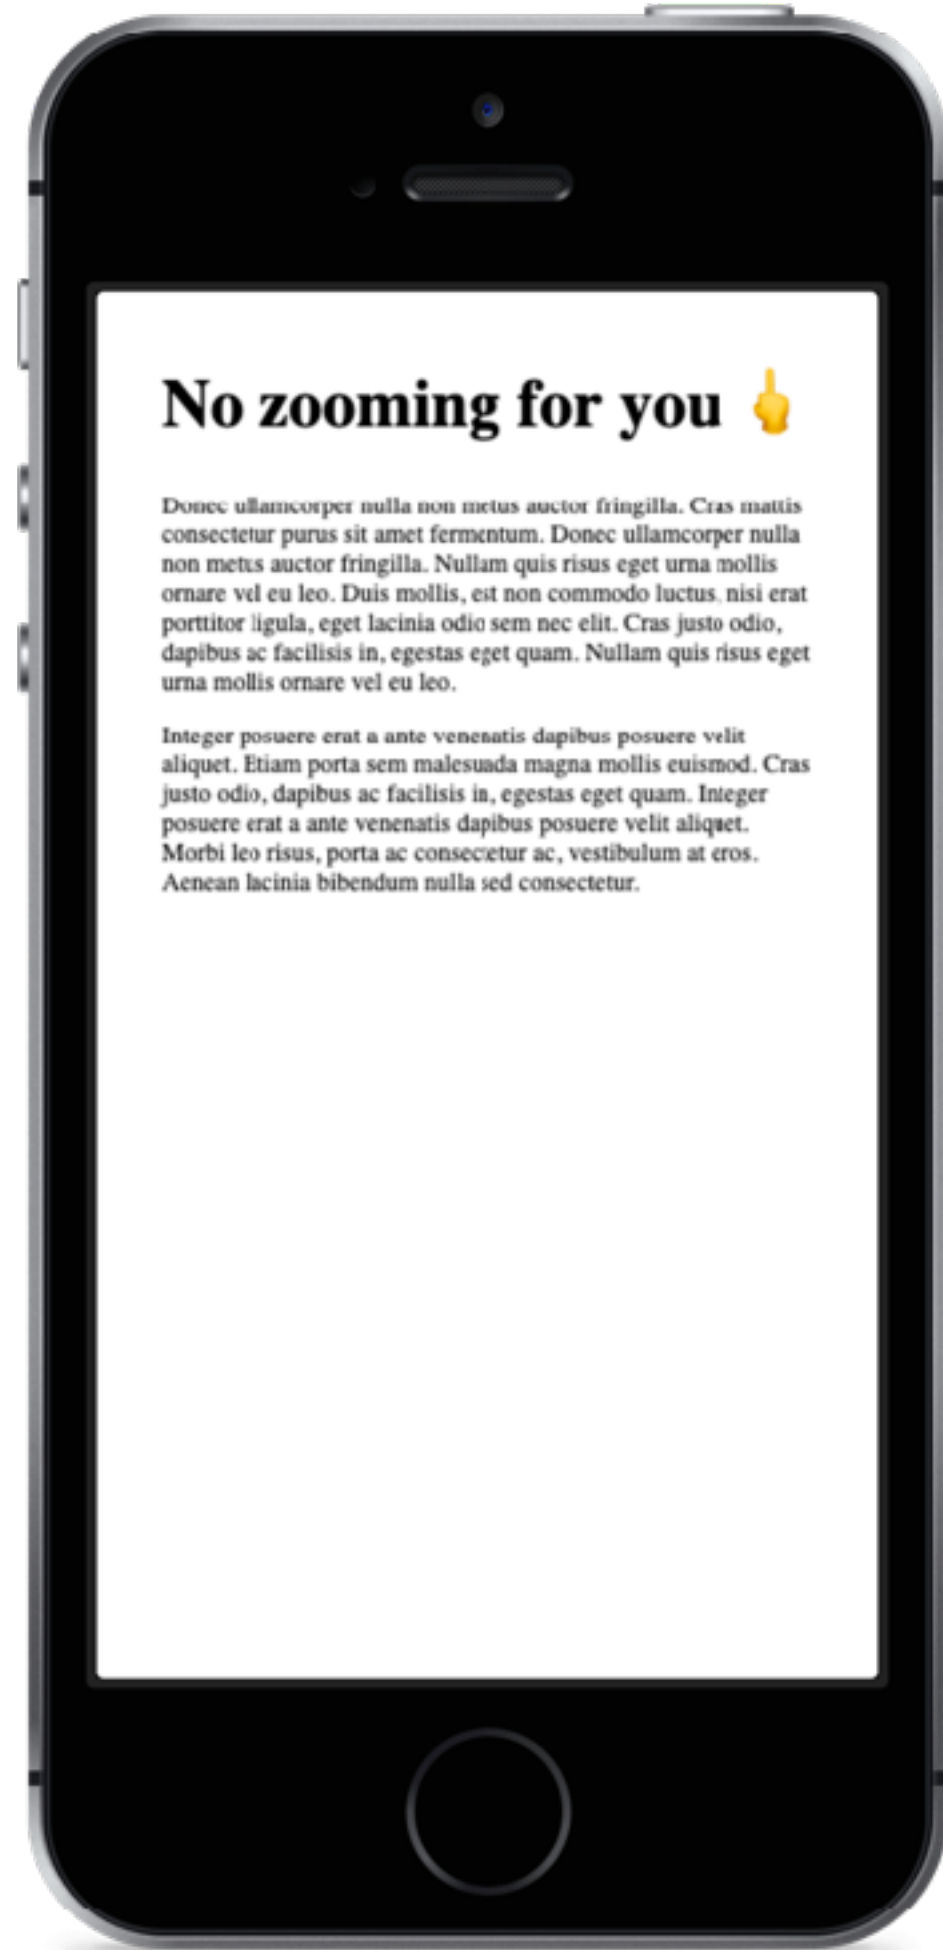 No zooming for you 🖕
Donec ullamcorper nulla non metus auctor fringilla. Cras mattis
consectetur purus sit amet fermentum. Donec ullamcorper nulla
non metus auctor fringilla. Nullam quis risus eget urna mollis
ornare vel eu leo. Duis mollis, est non commodo luctus, nisi erat
porttitor ligula, eget lacinia odio sem nec elit. Cras justo odio,
dapibus ac facilisis in, egestas eget quam. Nullam quis risus eget
urna mollis ornare vel eu leo.
Integer posuere erat a ante venenatis dapibus posuere velit
aliquet. Etiam porta sem malesuada magna mollis euismod. Cras
justo odio, dapibus ac facilisis in, egestas eget quam. Integer
posuere erat a ante venenatis dapibus posuere velit aliquet.
Morbi leo risus, porta ac consectetur ac, vestibulum at eros.
Aenean lacinia bibendum nulla sed consectetur.